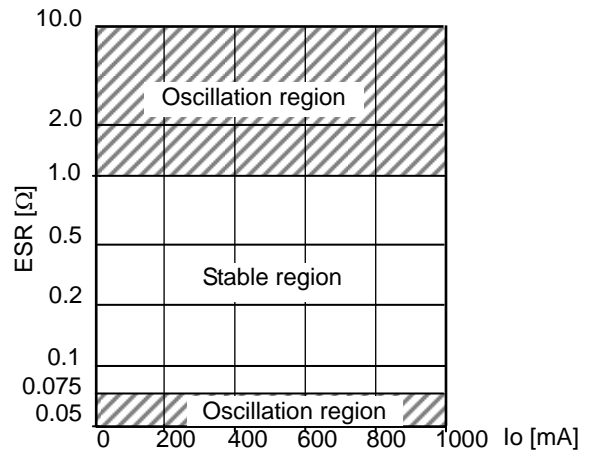 10.0
Oscillation region
2.0
1.0
ESR [Ω]
0.5
Stable region
0.2
0.1
0.075
Oscillation region
0.05
0 200 400 600 800 1000 Io [mA]